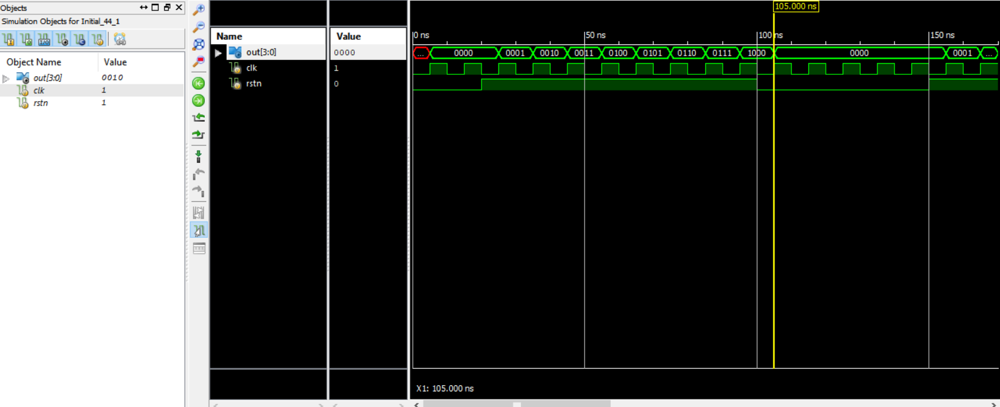 Objects
Simulation Objects for Initial_44_1
Object Name Value
out[3:0] 0010
clk 1
rstn 1
Name Value
out[3:0] 0000
clk 1
rstn 0
105.000 ns
0 ns 50 ns 100 ns 150 ns
... 0000 0001 0010 0011 0100 0101 0110 0111 1000 0000 0001 ...
X1: 105.000 ns